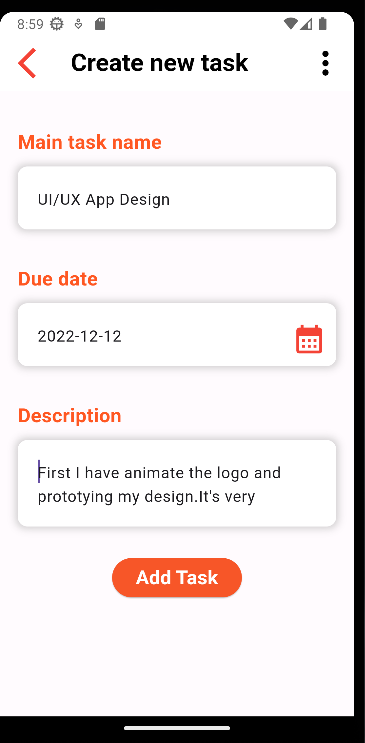 8:59
Create new task
Main task name
UI/UX App Design
Due date
2022-12-12
Description
First I have animate the logo and
prototying my design.It's very
Add Task